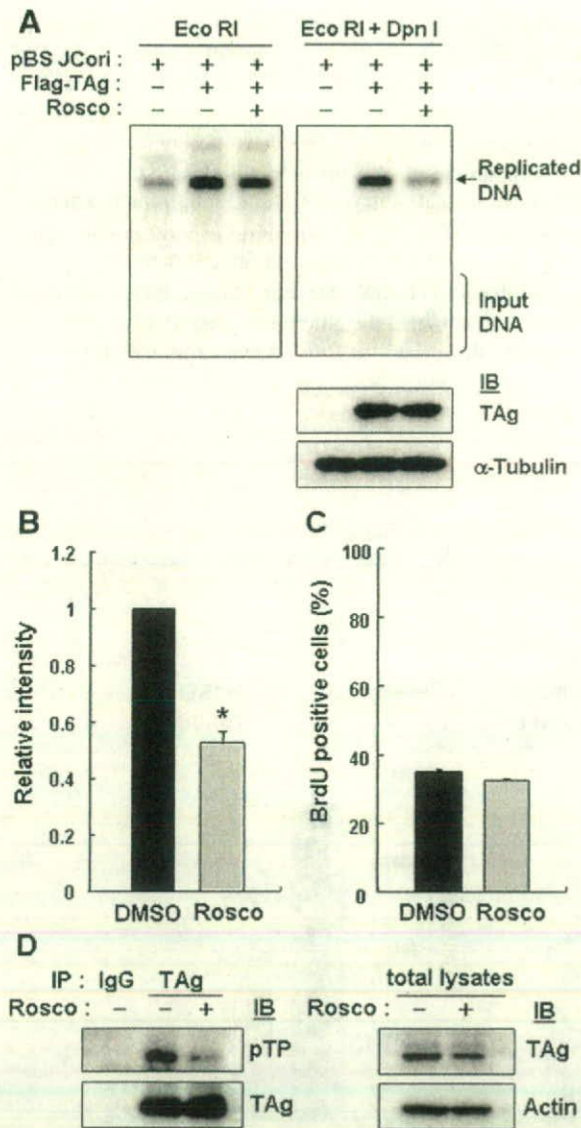 A
Eco RI Eco RI + Dpn I
pBS JCori : + + + + + +
Flag-TAg : − + + − + +
Rosco : + +
Replicated
DNA
Input
DNA
IB
TAg
α-Tubulin
B
Relative intensity
1.2
1
0.8
0.6
0.4
0.2
0
*
DMSO Rosco
C
BrdU positive cells (%)
100
80
60
40
20
0
DMSO Rosco
D
IP : IgG TAg
Rosco : − − + IB
pTP
TAg
total lysates
Rosco : − + IB
TAg
Actin